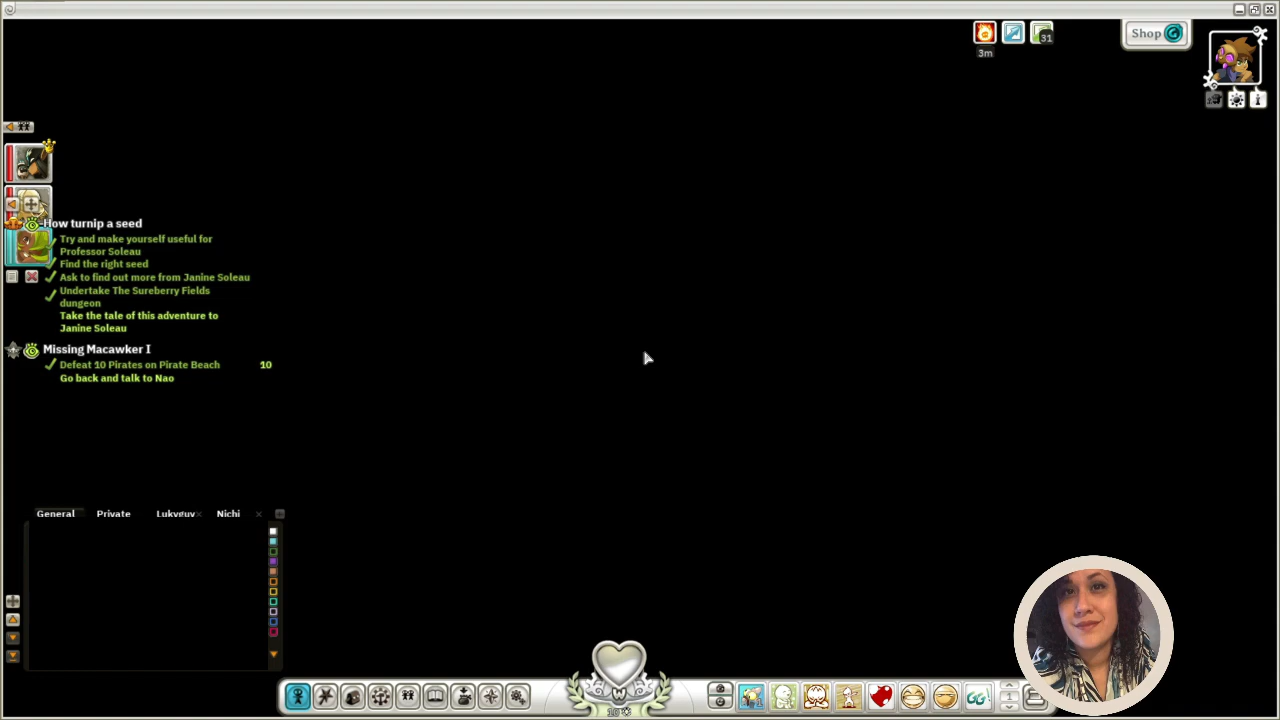 31
Shop
3m
How turnip a seed
Try and make yourself useful for
Professor Soleau
Find the right seed
Ask to find out more from Janine Soleau
Undertake The Sureberry Fields
dungeon
Take the tale of this adventure to
Janine Soleau
Missing Macawker I
Defeat 10 Pirates on Pirate Beach 10
Go back and talk to Nao
General Private Lukyguy Nichi
W
GG!
1